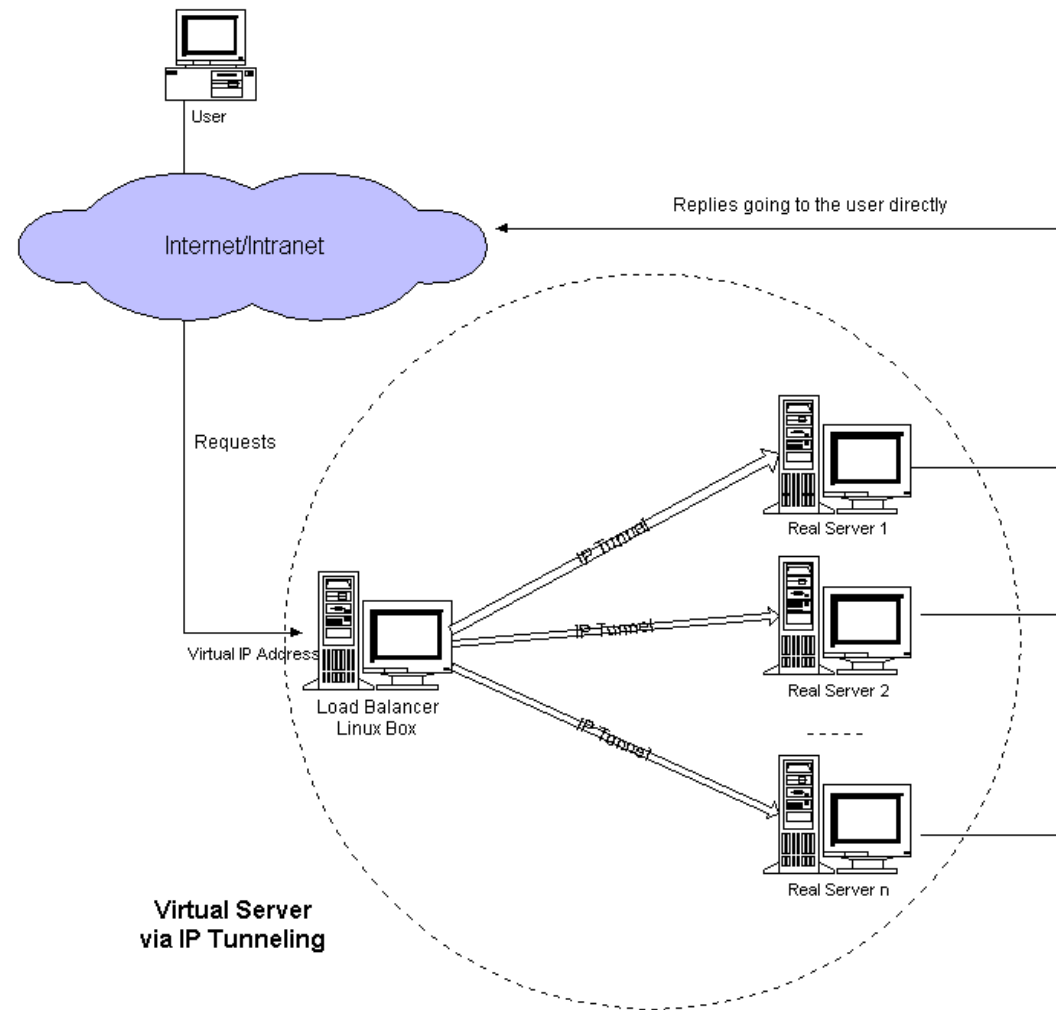 User
Internet/Intranet
Replies going to the user directly
Requests
Real Server 1
IP Tunnel
IP Tunnel
Virtual IP Address
Real Server 2
Load Balancer
Linux Box
IP Tunnel
Real Server n
Virtual Server
via IP Tunneling